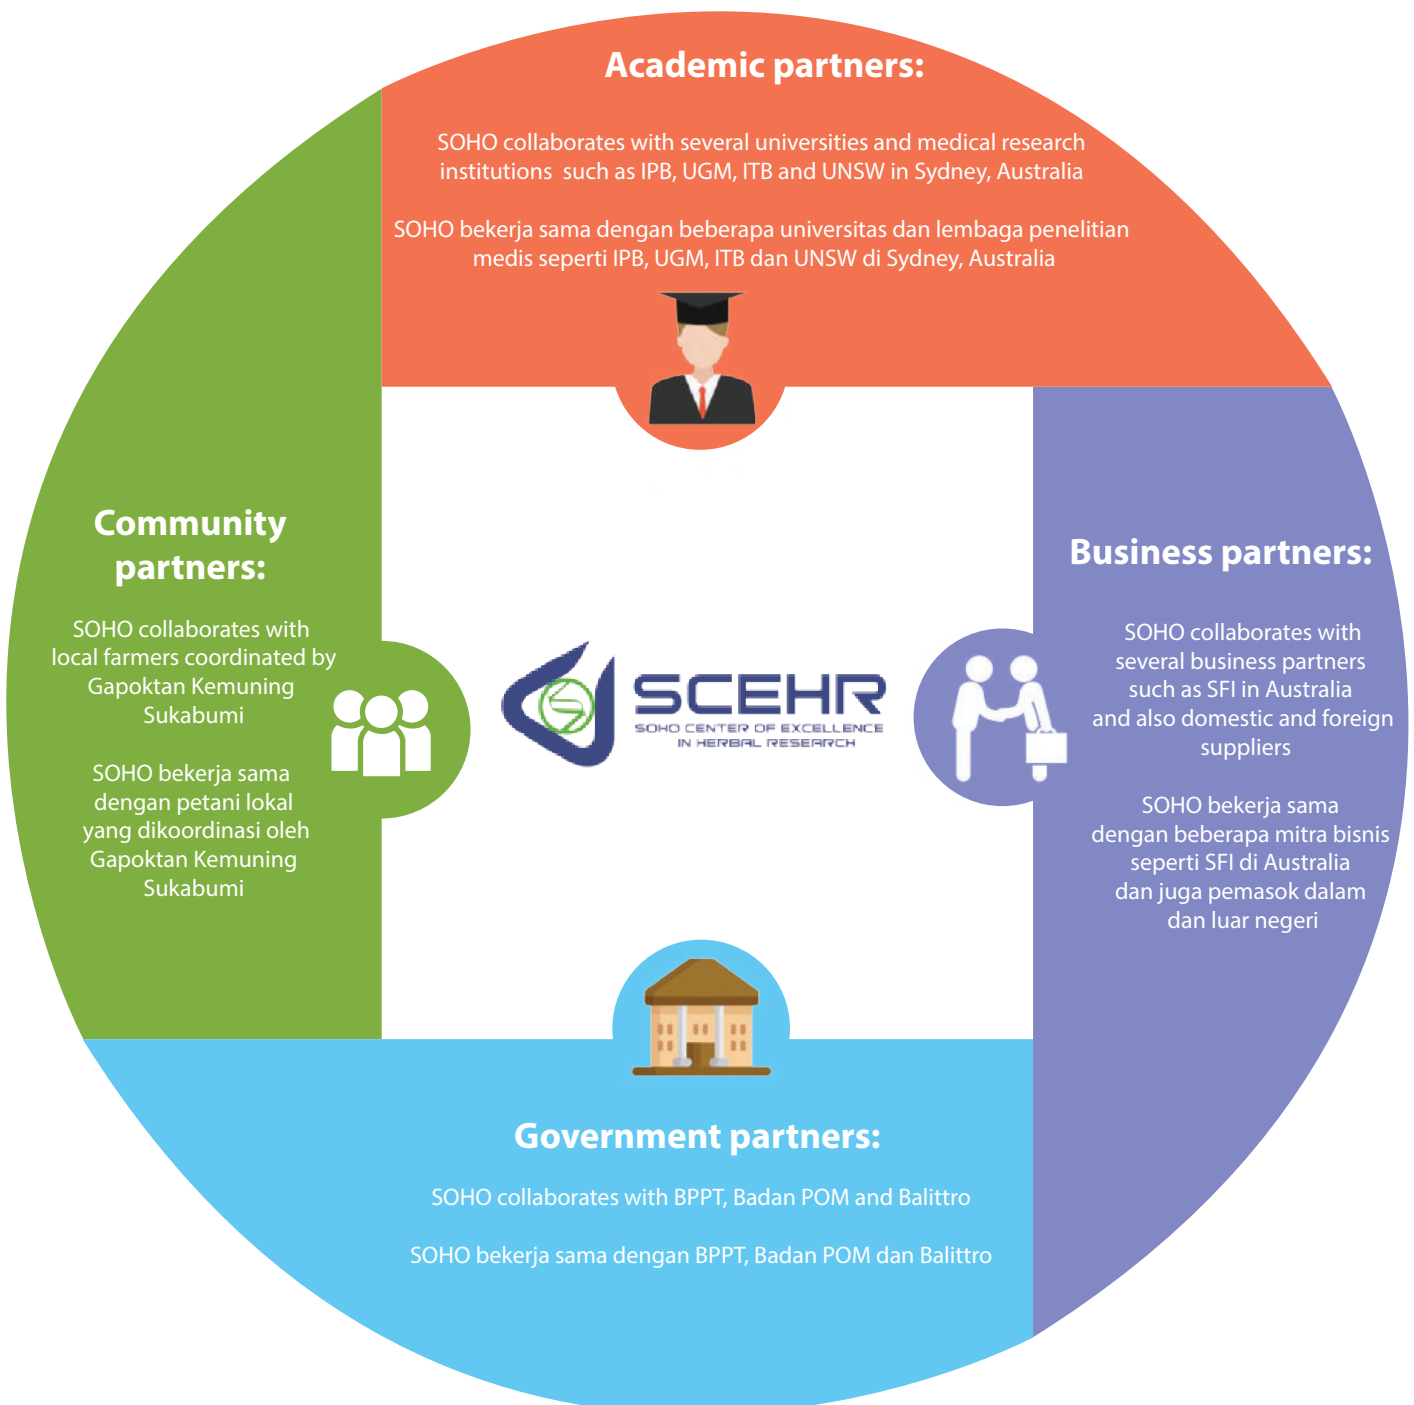 Academic partners:
SOHO collaborates with several universities and medical research
institutions such as IPB, UGM, ITB and UNSW in Sydney, Australia
SOHO bekerja sama dengan beberapa universitas dan lembaga penelitian
medis seperti IPB, UGM, ITB dan UNSW di Sydney, Australia
Community
partners:
SOHO collaborates with
local farmers coordinated by
Gapoktan Kemuning
Sukabumi
SOHO bekerja sama
dengan petani lokal
yang dikoordinasi oleh
Gapoktan Kemuning
Sukabumi
SCEHR
SOHO CENTER OF EXCELLENCE
IN HERBAL RESEARCH
Business partners:
SOHO collaborates with
several business partners
such as SFI in Australia
and also domestic and foreign
suppliers
SOHO bekerja sama
dengan beberapa mitra bisnis
seperti SFI di Australia
dan juga pemasok dalam
dan luar negeri
Government partners:
SOHO collaborates with BPPT, Badan POM and Balittro
SOHO bekerja sama dengan BPPT, Badan POM dan Balittro